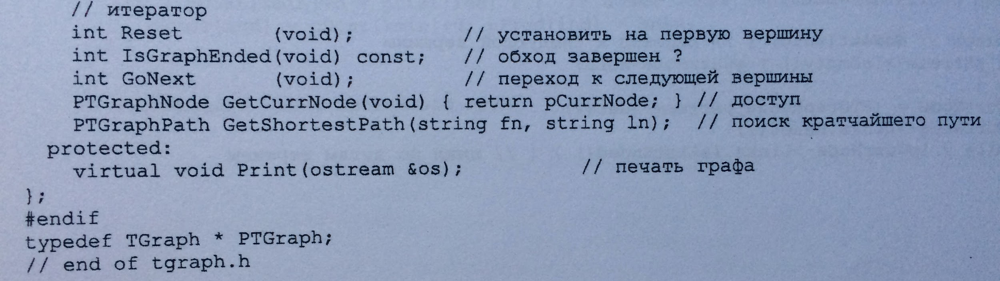 // итератор
int Reset (void); // установить на первую вершину
int IsGraphEnded(void) const; // обход завершен ?
int GoNext (void); // переход к следующей вершины
PTGraphNode GetCurrNode(void) { return pCurrNode; } // доступ
PTGraphPath GetShortestPath(string fn, string ln); // поиск кратчайшего пути
protected:
virtual void Print(ostream &os); // печать графа
};
#endif
typedef TGraph * PTGraph;
// end of tgraph.h